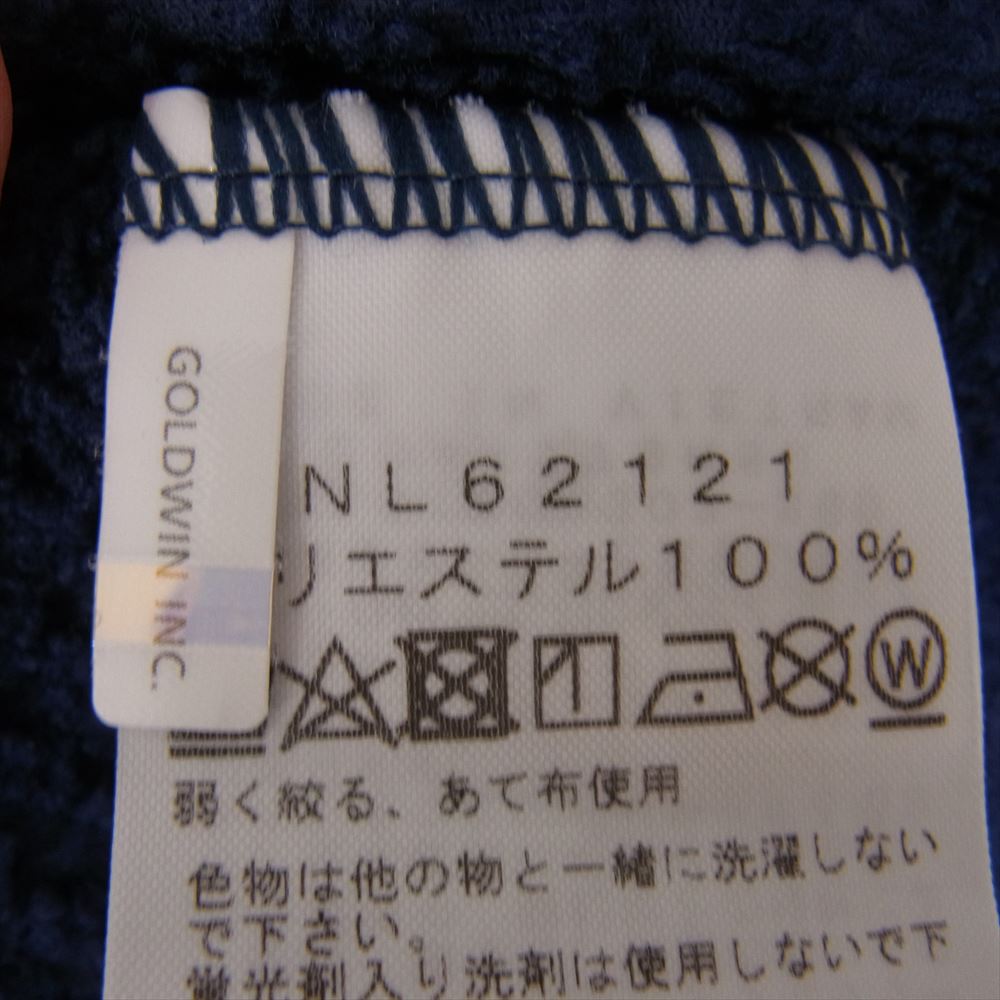 GOLDWIN INC.
NL62121
リエステル100%
W
弱く絞る、あて布使用
色物は他の物と一緒に洗濯しない
で下さい。
蛍光剤入り洗剤は使用しないで下